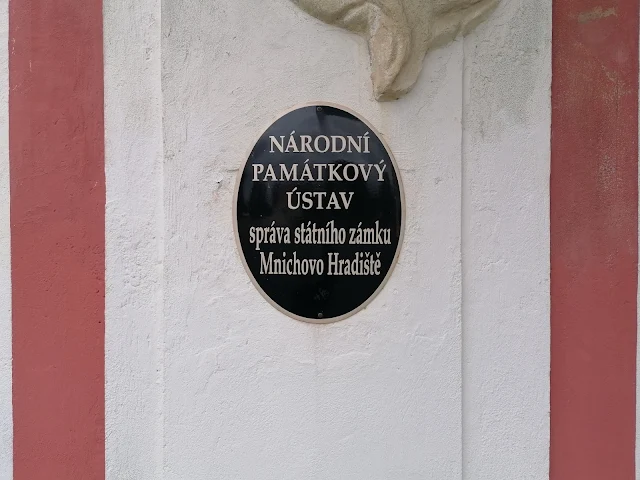 NÁRODNÍ
PAMÁTKOVÝ
ÚSTAV
správa státního zámku
Mnichovo Hradiště